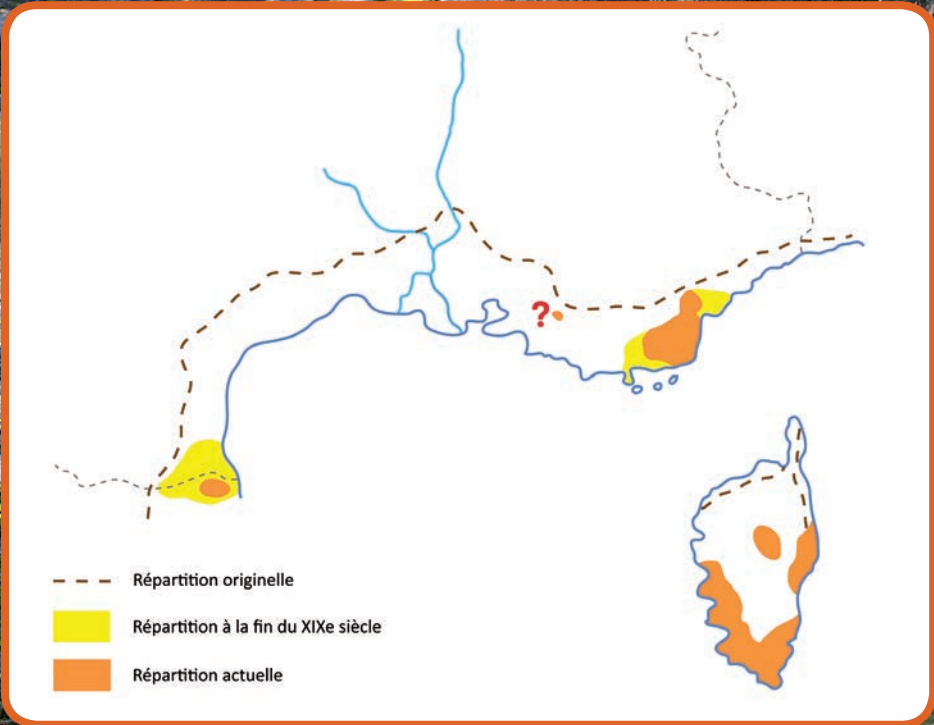 ?
Répartition originelle
Répartition à la fin du XIXe siècle
Répartition actuelle